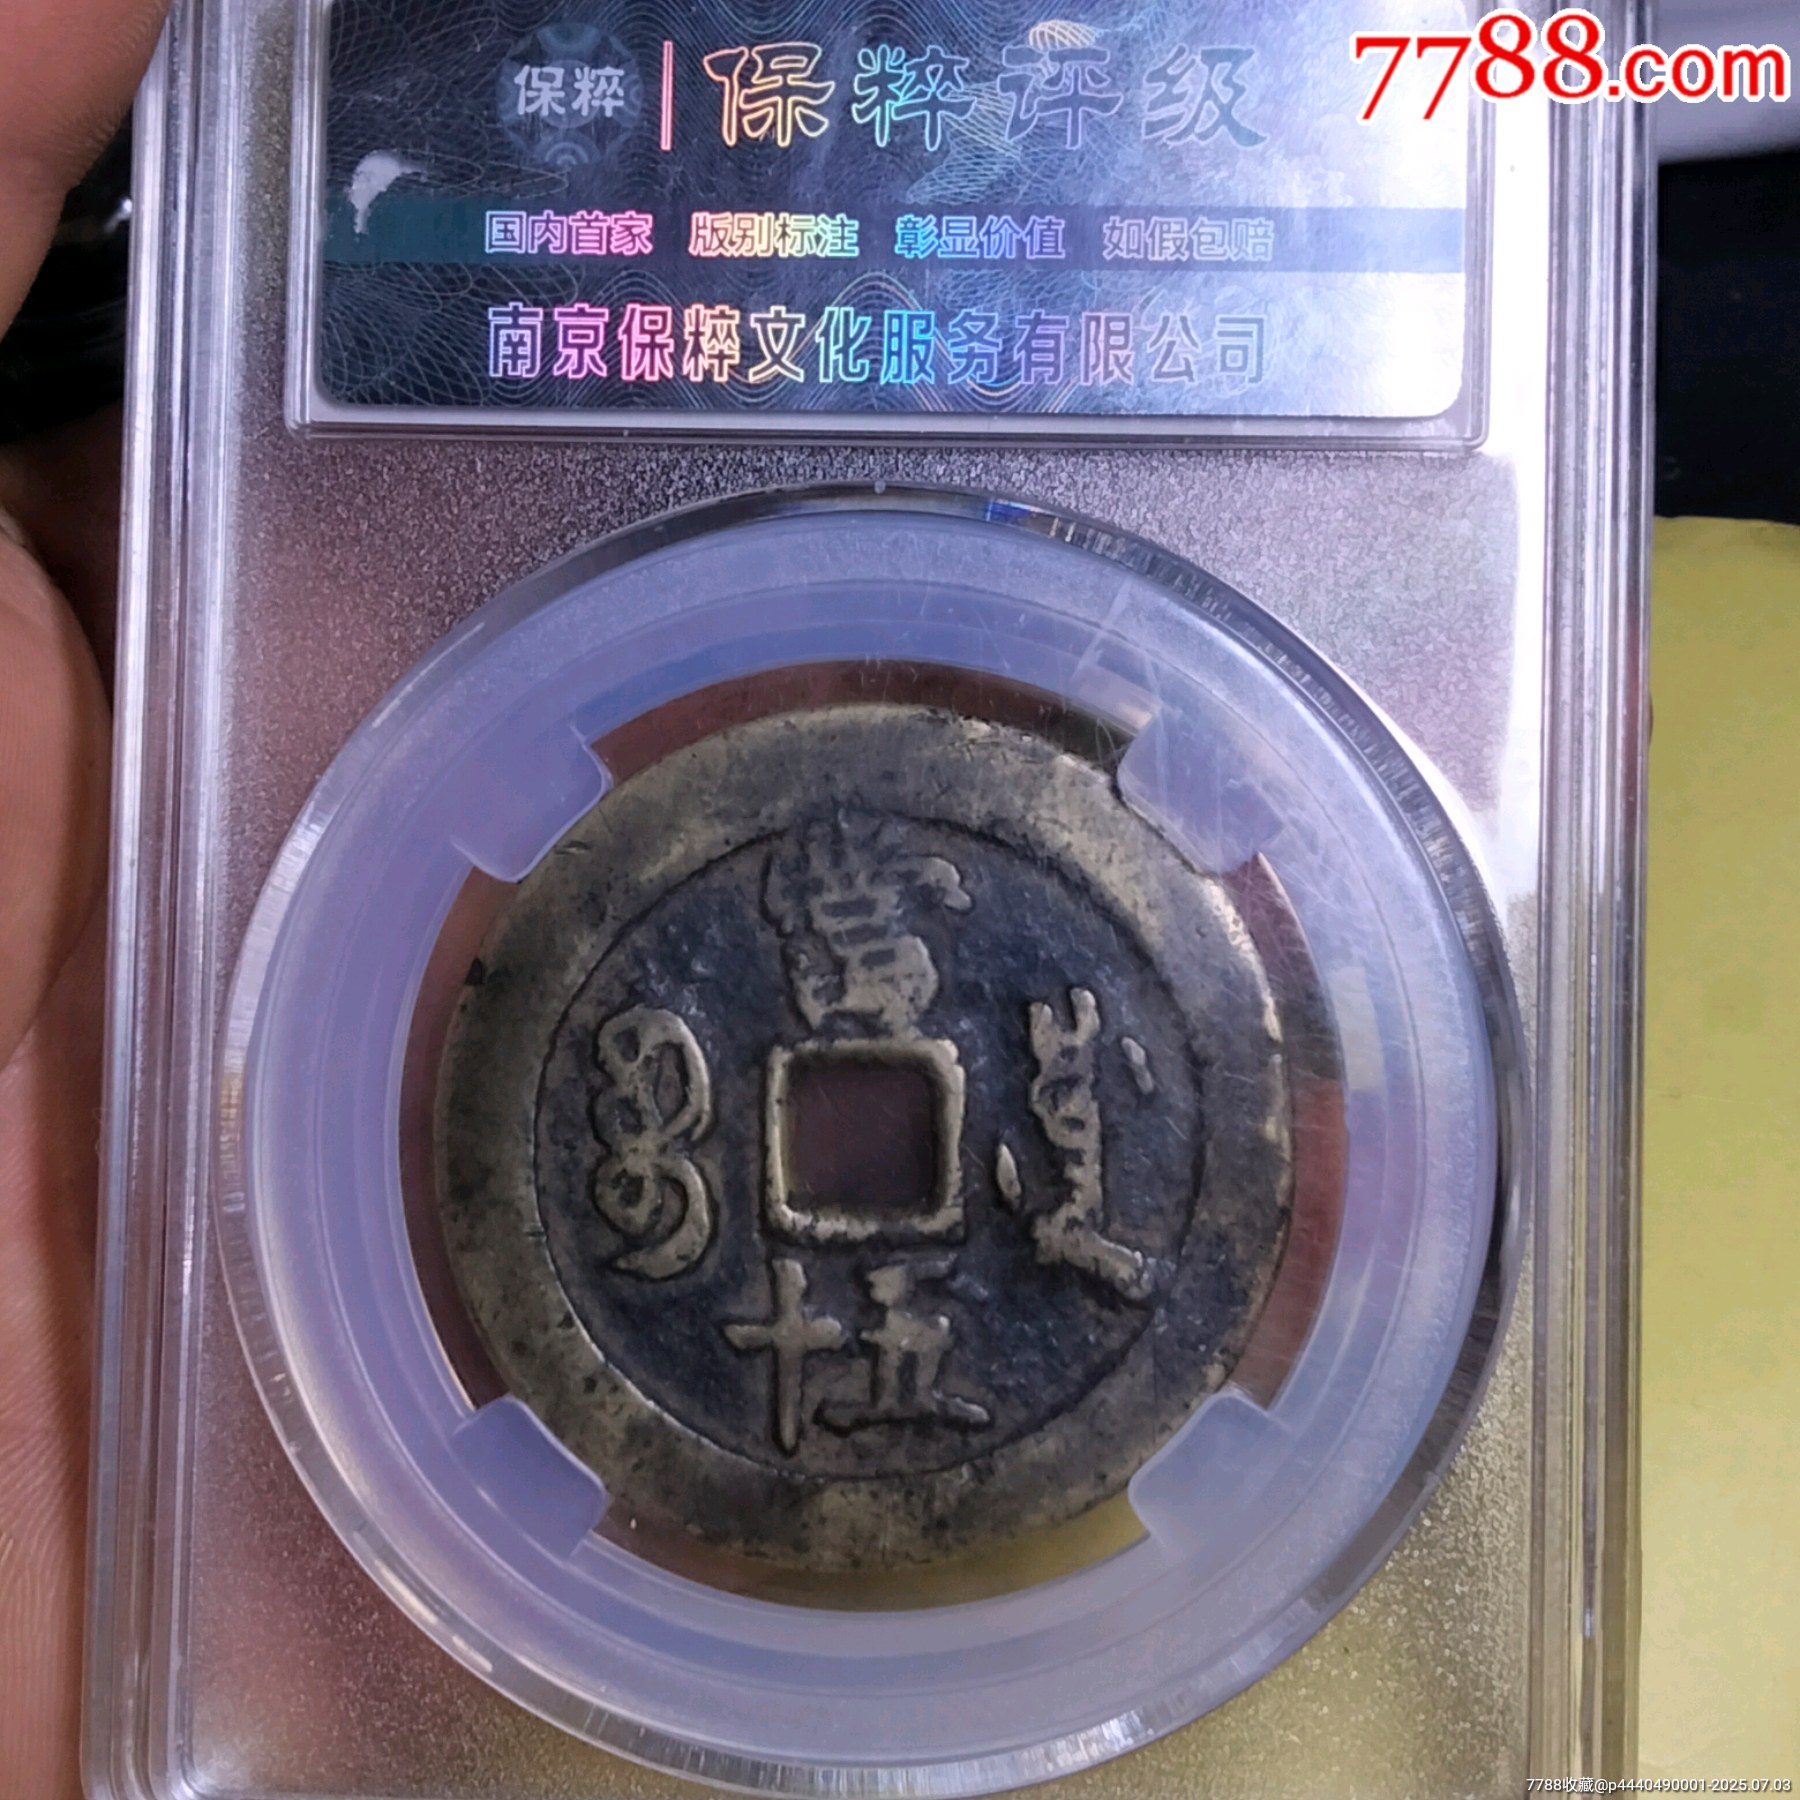 7788.com
保粹 保粹评级
国内首家 版别标注 彰显价值 如假包赔
南京保粹文化服务有限公司
當
五十
7788收藏@p4440490001-2025.07.03